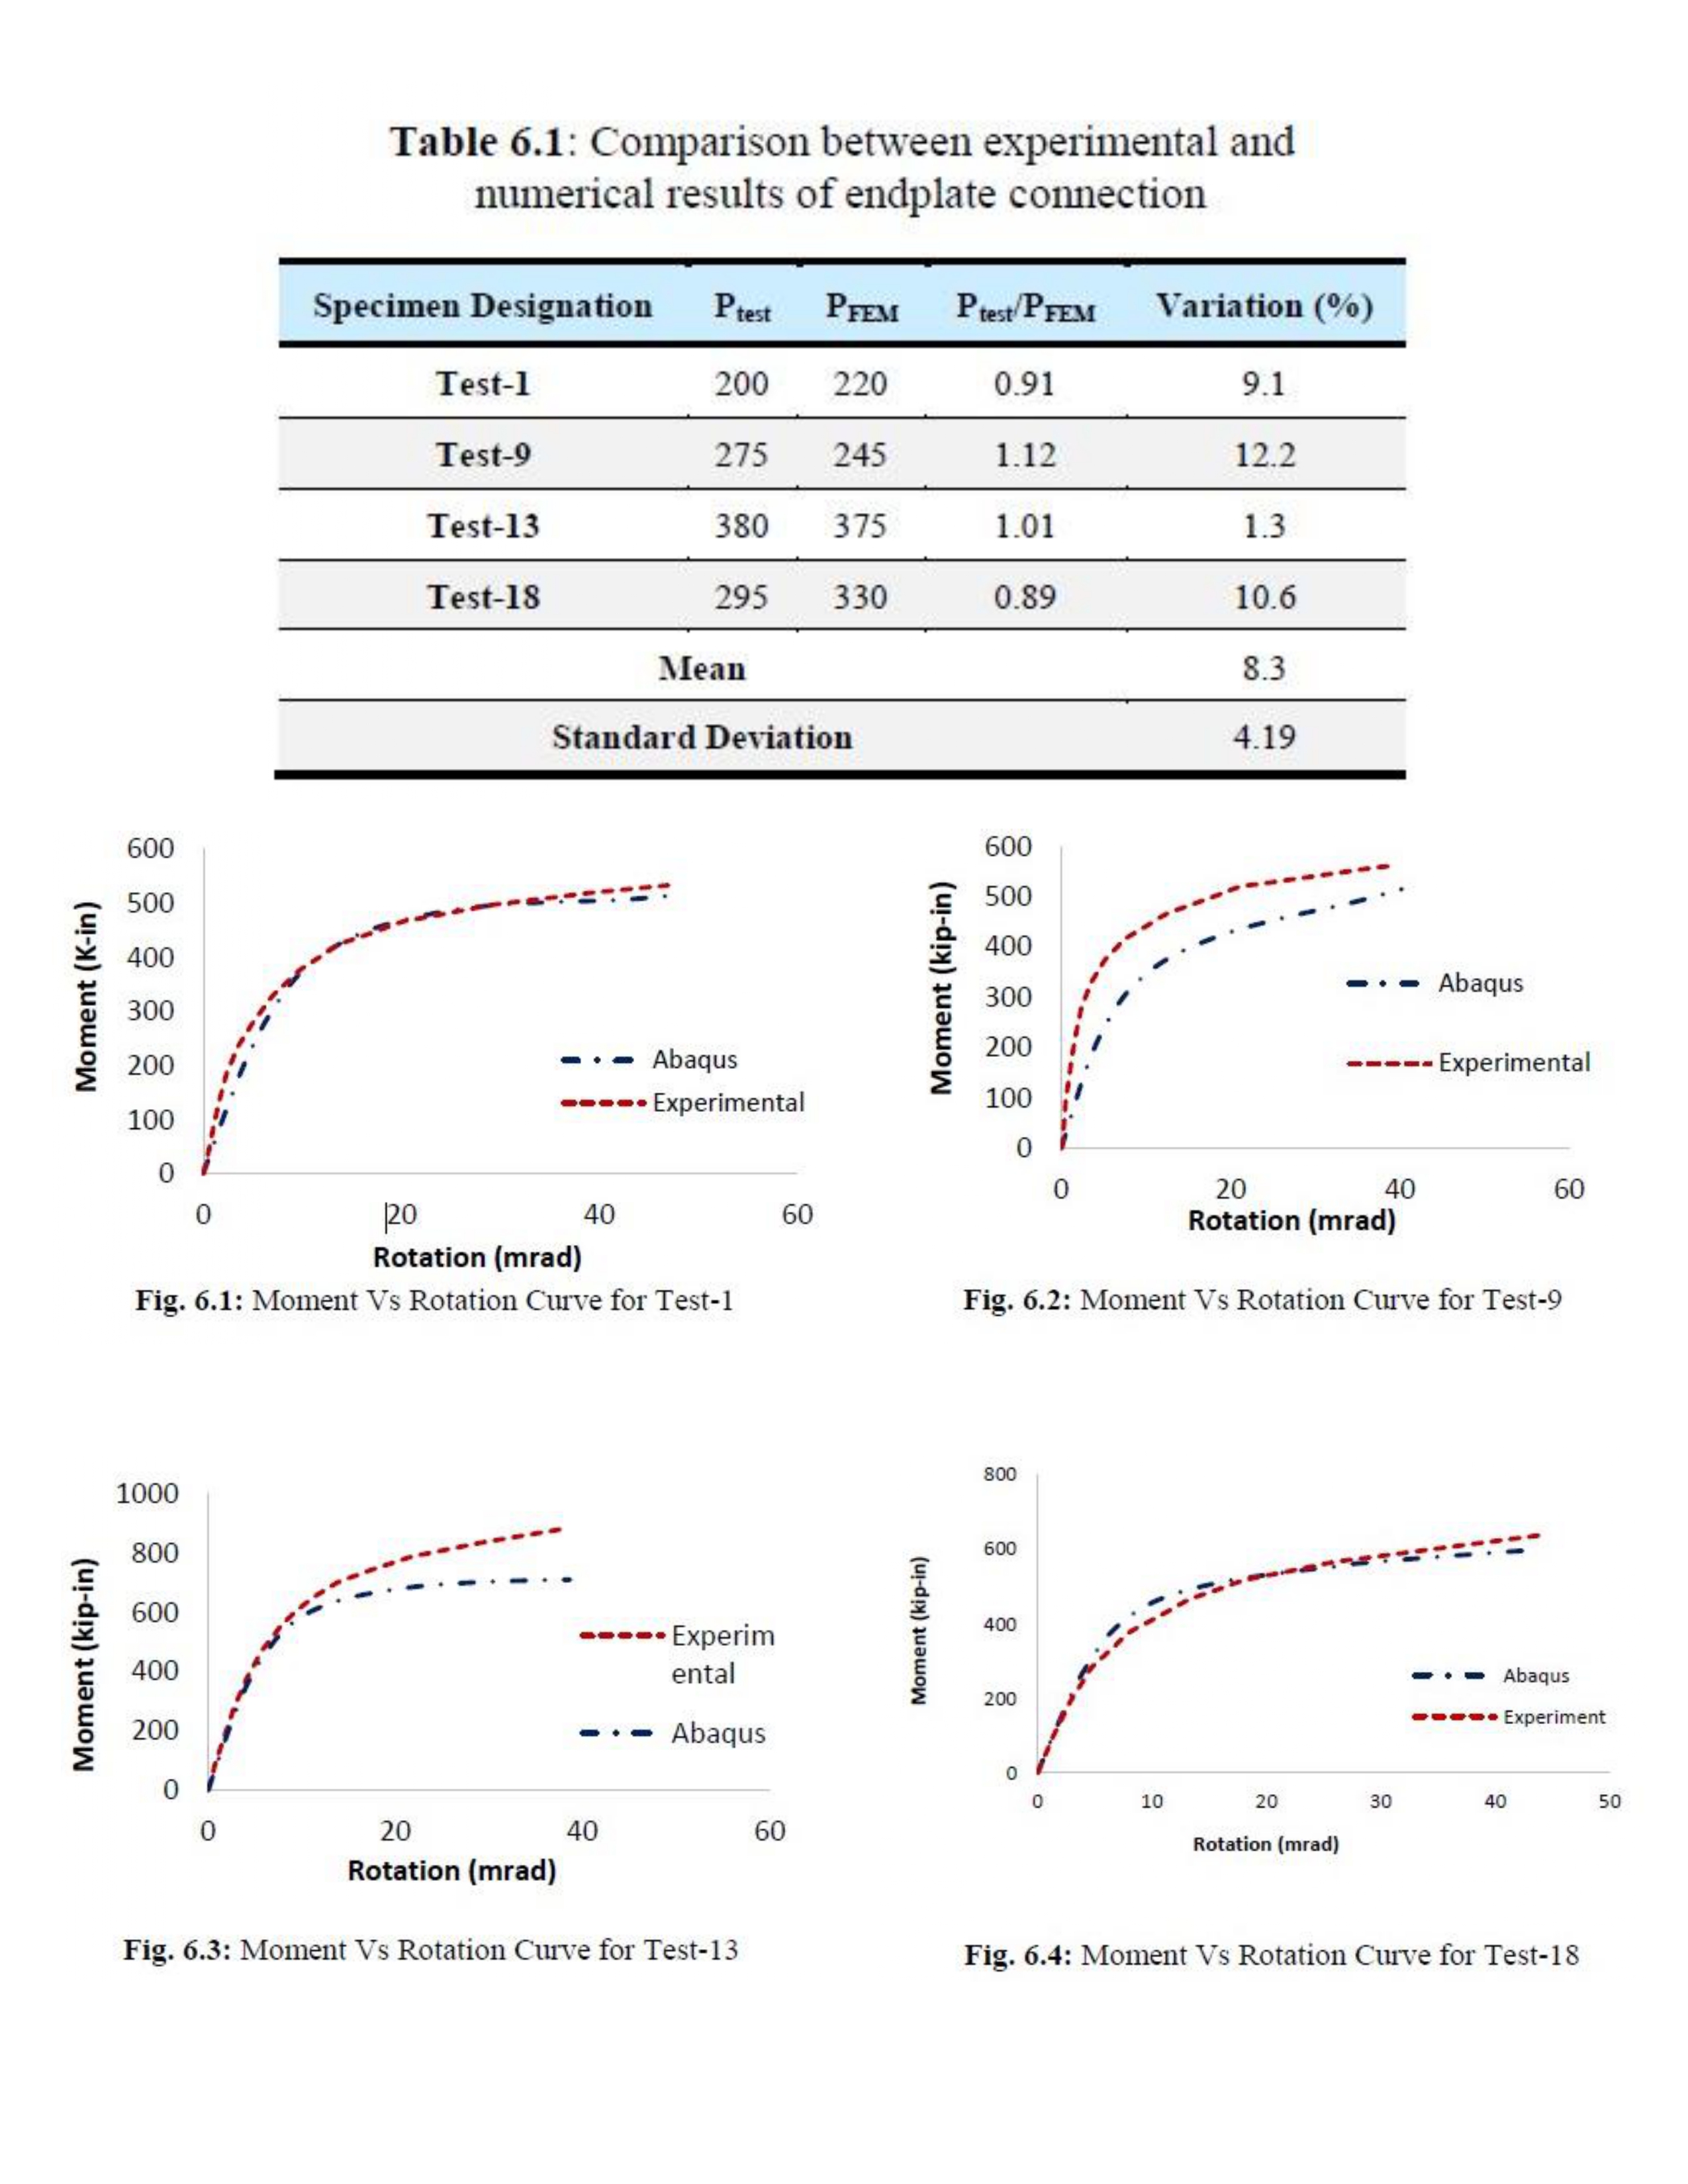 Table 6.1: Comparison between experimental and
numerical results of endplate connection
Specimen Designation Ptest PFEM Ptest/PFEM Variation (%)
Test-1 200 220 0.91 9.1
Test-9 275 245 1.12 12.2
Test-13 380 375 1.01 1.3
Test-18 295 330 0.89 10.6
Mean 8.3
Standard Deviation 4.19
Moment (K-in)
600
500
400
300
200
100
0
0 20 40 60
Rotation (mrad)
Abaqus
Experimental
Fig. 6.1: Moment Vs Rotation Curve for Test-1
Moment (kip-in)
600
500
400
300
200
100
0
0 20 40 60
Rotation (mrad)
Abaqus
Experimental
Fig. 6.2: Moment Vs Rotation Curve for Test-9
Moment (kip-in)
1000
800
600
400
200
0
0 20 40 60
Rotation (mrad)
Experim
ental
Abaqus
Fig. 6.3: Moment Vs Rotation Curve for Test-13
Moment (kip-in)
800
600
400
200
0
0 10 20 30 40 50
Rotation (mrad)
Abaqus
Experiment
Fig. 6.4: Moment Vs Rotation Curve for Test-18